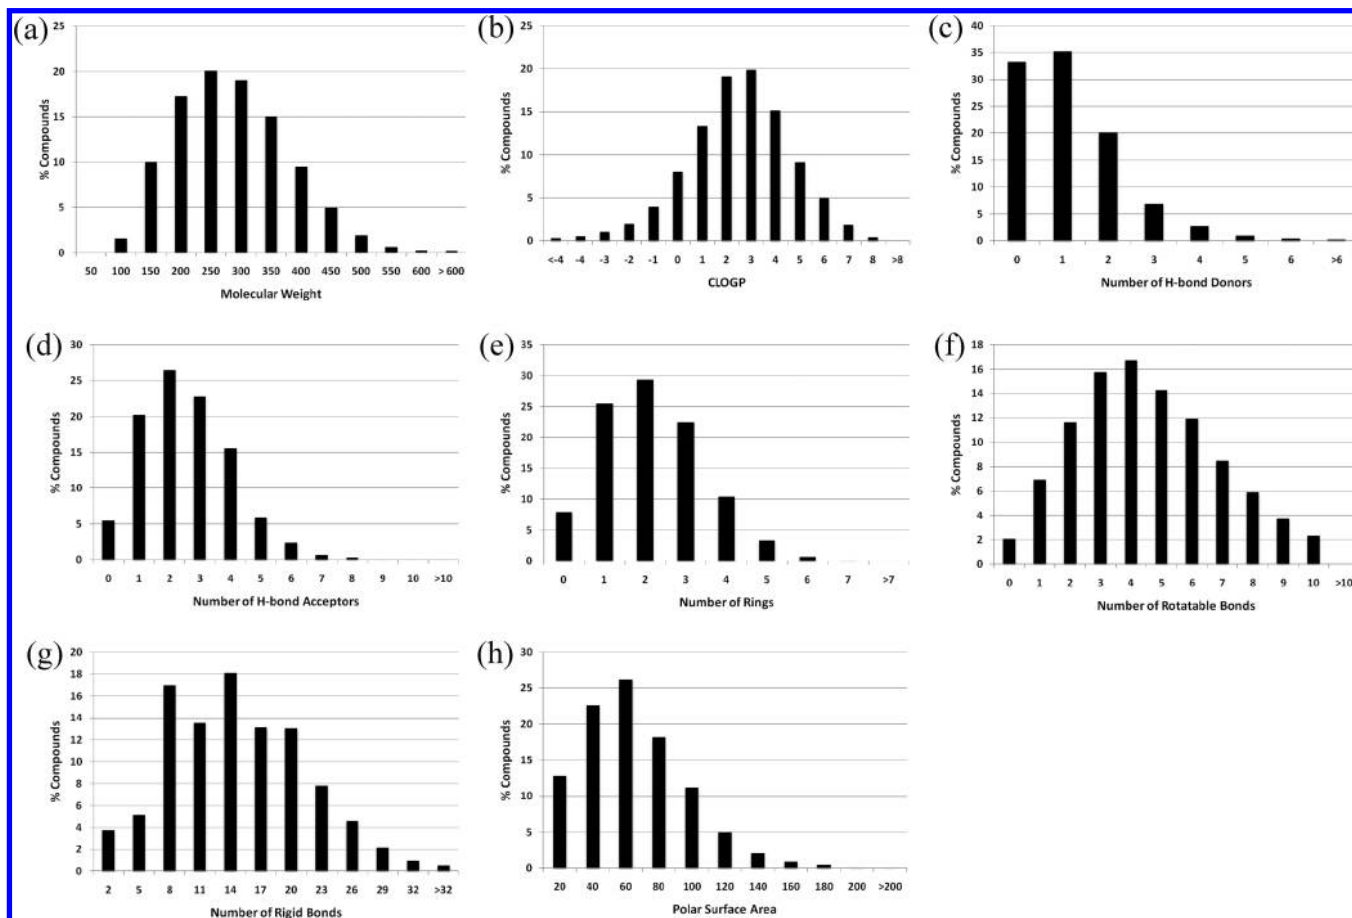 (a)
25
20
15
10
5
0
% Compounds
50 100 150 200 250 300 350 400 450 500 550 600 >600
Molecular Weight
(b)
25
20
15
10
5
0
% Compounds
<-4 -4 -3 -2 -1 0 1 2 3 4 5 6 7 8 >8
CLOGP
(c)
40
35
30
25
20
15
10
5
0
% Compounds
0 1 2 3 4 5 6 >6
Number of H-bond Donors
(d)
30
25
20
15
10
5
0
% Compounds
0 1 2 3 4 5 6 7 8 9 10 >10
Number of H-bond Acceptors
(e)
35
30
25
20
15
10
5
0
% Compounds
0 1 2 3 4 5 6 7 >7
Number of Rings
(f)
18
16
14
12
10
8
6
4
2
0
% Compounds
0 1 2 3 4 5 6 7 8 9 10 >10
Number of Rotatable Bonds
(g)
20
18
16
14
12
10
8
6
4
2
0
% Compounds
2 5 8 11 14 17 20 23 26 29 32 >32
Number of Rigid Bonds
(h)
30
25
20
15
10
5
0
% Compounds
20 40 60 80 100 120 140 160 180 200 >200
Polar Surface Area